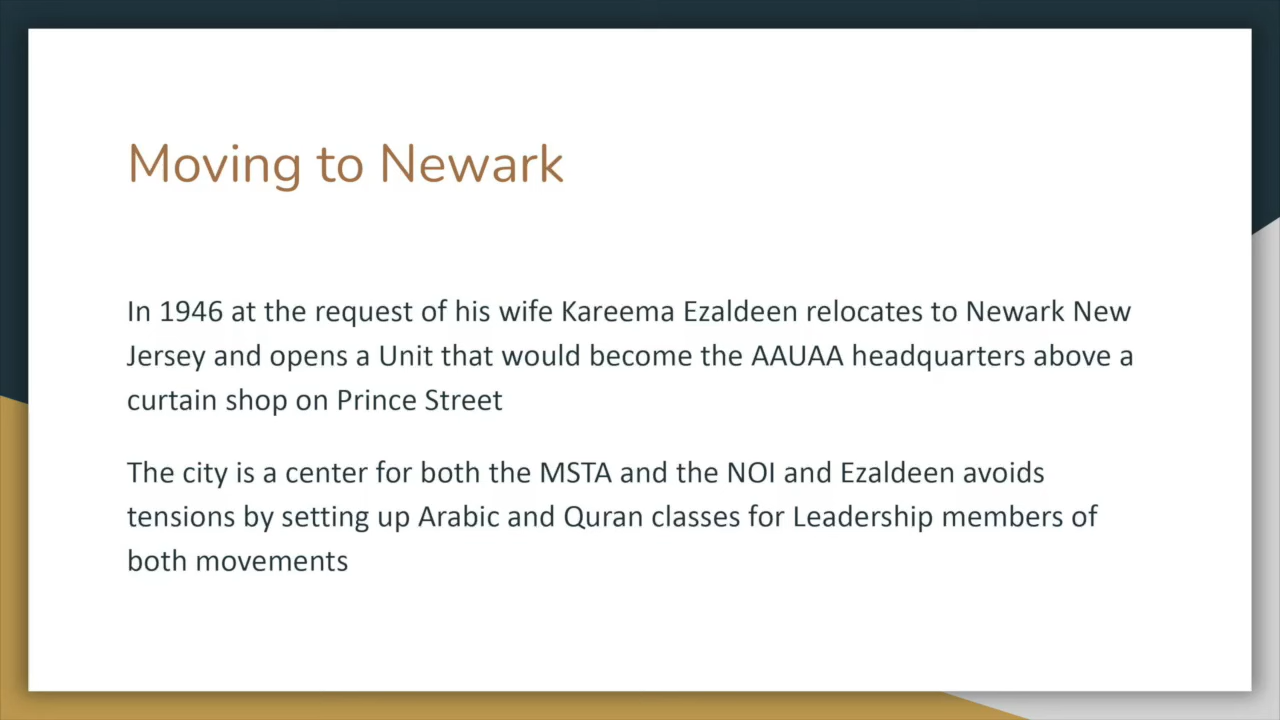 Moving to Newark
In 1946 at the request of his wife Kareema Ezaldeen relocates to Newark New
Jersey and opens a Unit that would become the AAUAA headquarters above a
curtain shop on Prince Street
The city is a center for both the MSTA and the NOI and Ezaldeen avoids
tensions by setting up Arabic and Quran classes for Leadership members of
both movements